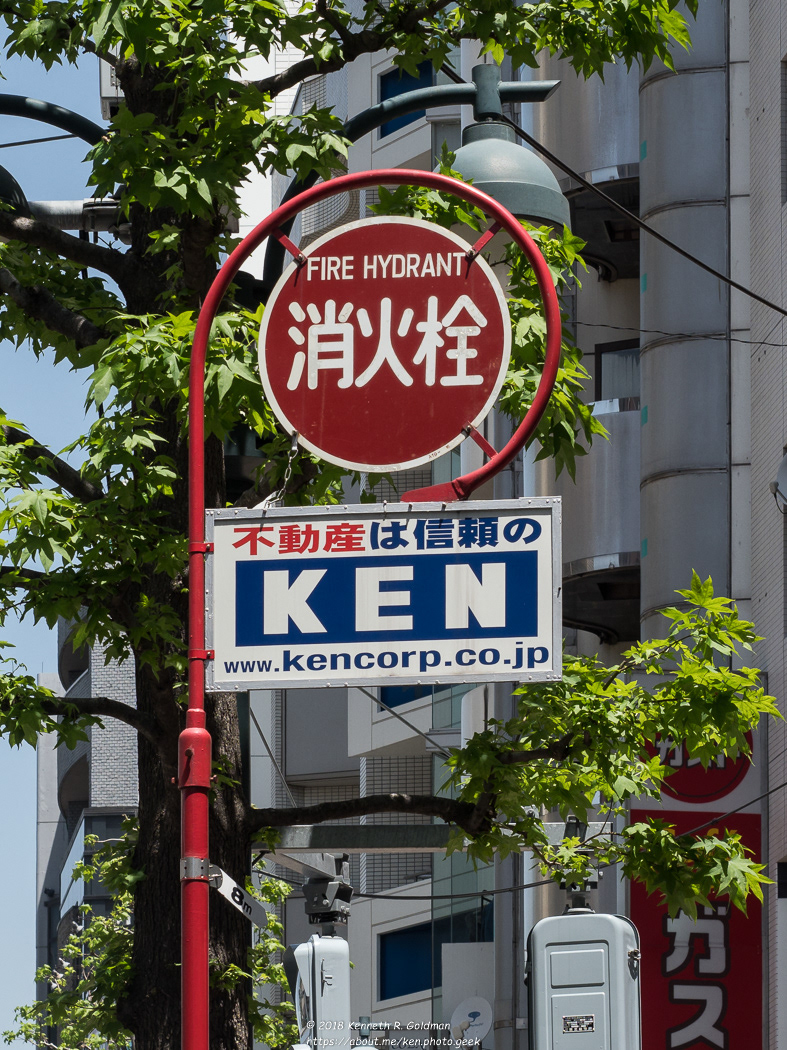 FIRE HYDRANT
消火栓
不動産は信頼の
KEN
www.kencorp.co.jp
8m
ガス
© 2018 Kenneth R. Goldman
https://about.me/ken.photo.geek